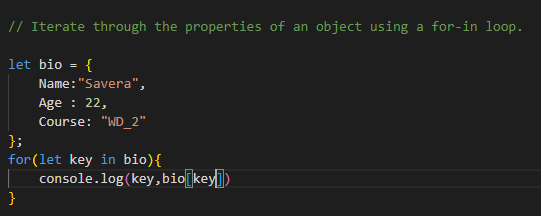 // Iterate through the properties of an object using a for-in loop.
let bio = {
    Name:"Savera",
    Age : 22,
    Course: "WD_2"
};
for(let key in bio){
    console.log(key,bio[key])
}